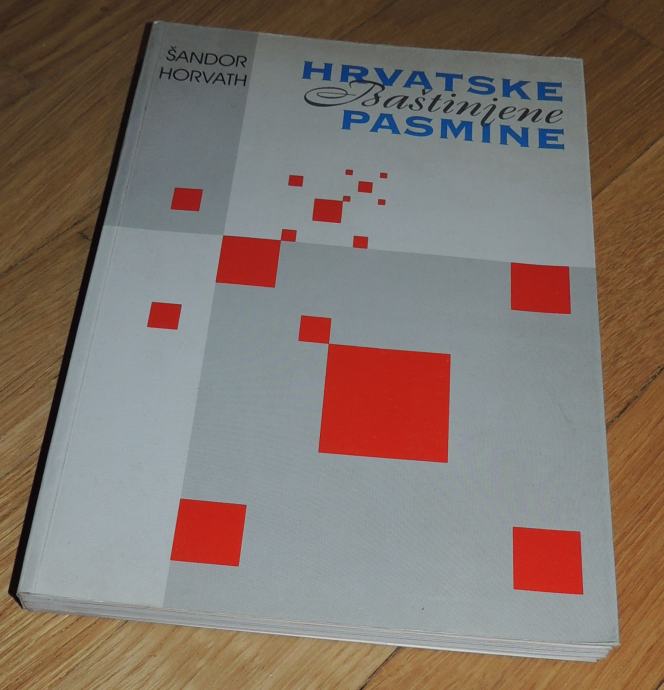 ŠANDOR
HORVATH
HRVATSKE
Baštinjene
PASMINE